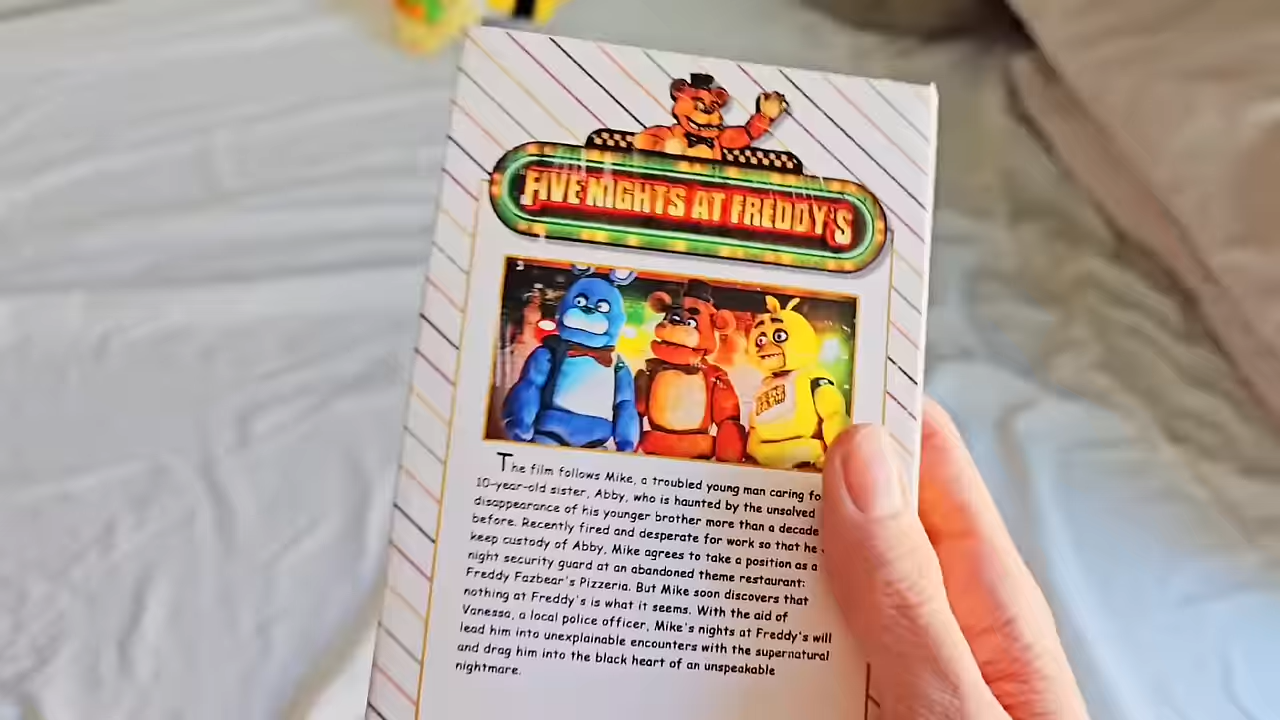 FIVE NIGHTS AT FREDDY'S
The film follows Mike, a troubled young man caring fo
10-year-old sister, Abby, who is haunted by the unsolved
disappearance of his younger brother more than a decade
before. Recently fired and desperate for work so that he
keep custody of Abby, Mike agrees to take a position as a
night security guard at an abandoned theme restaurant:
Freddy Fazbear's Pizzeria. But Mike soon discovers that
nothing at Freddy's is what it seems. With the aid of
Vanessa, a local police officer, Mike's nights at Freddy's will
lead him into unexplainable encounters with the supernatural
and drag him into the black heart of an unspeakable
nightmare.